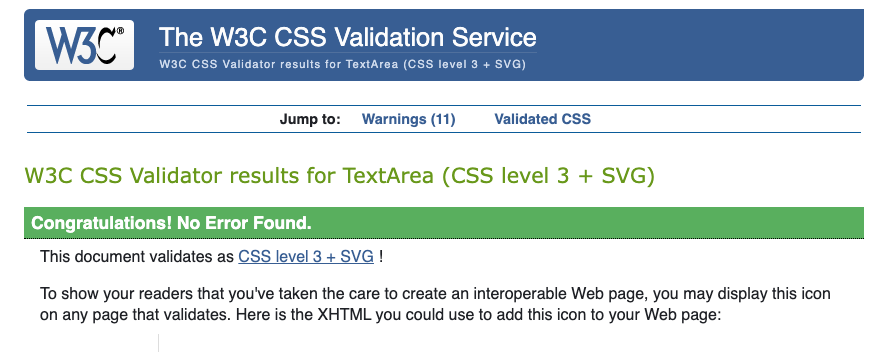 W3C®
The W3C CSS Validation Service
W3C CSS Validator results for TextArea (CSS level 3 + SVG)
Jump to: Warnings (11) Validated CSS
W3C CSS Validator results for TextArea (CSS level 3 + SVG)
Congratulations! No Error Found.
This document validates as CSS level 3 + SVG !
To show your readers that you've taken the care to create an interoperable Web page, you may display this icon
on any page that validates. Here is the XHTML you could use to add this icon to your Web page: